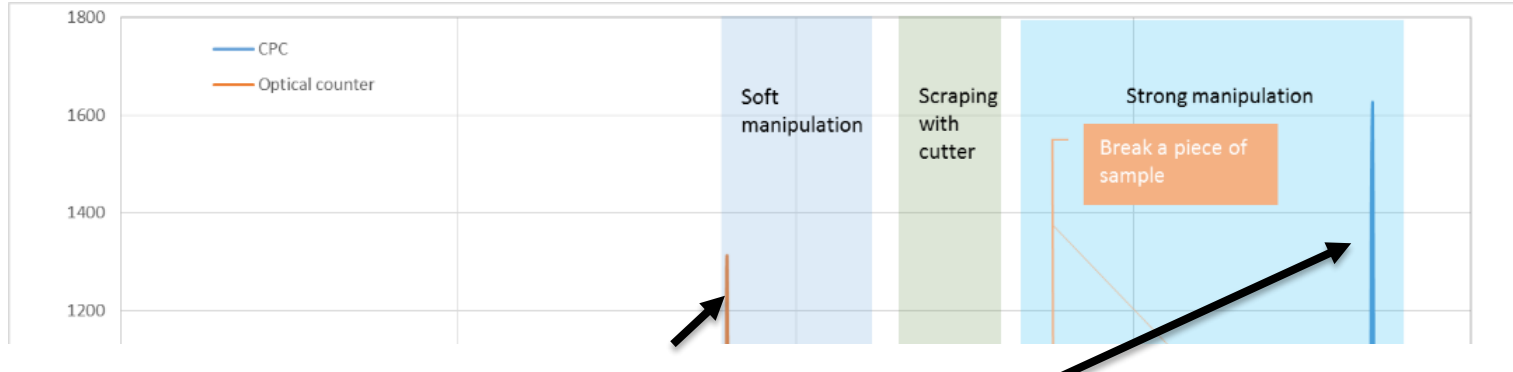 1800
CPC
Optical counter
Soft
manipulation
Scraping
with
cutter
Strong manipulation
1600
Break a piece of
sample
1400
1200